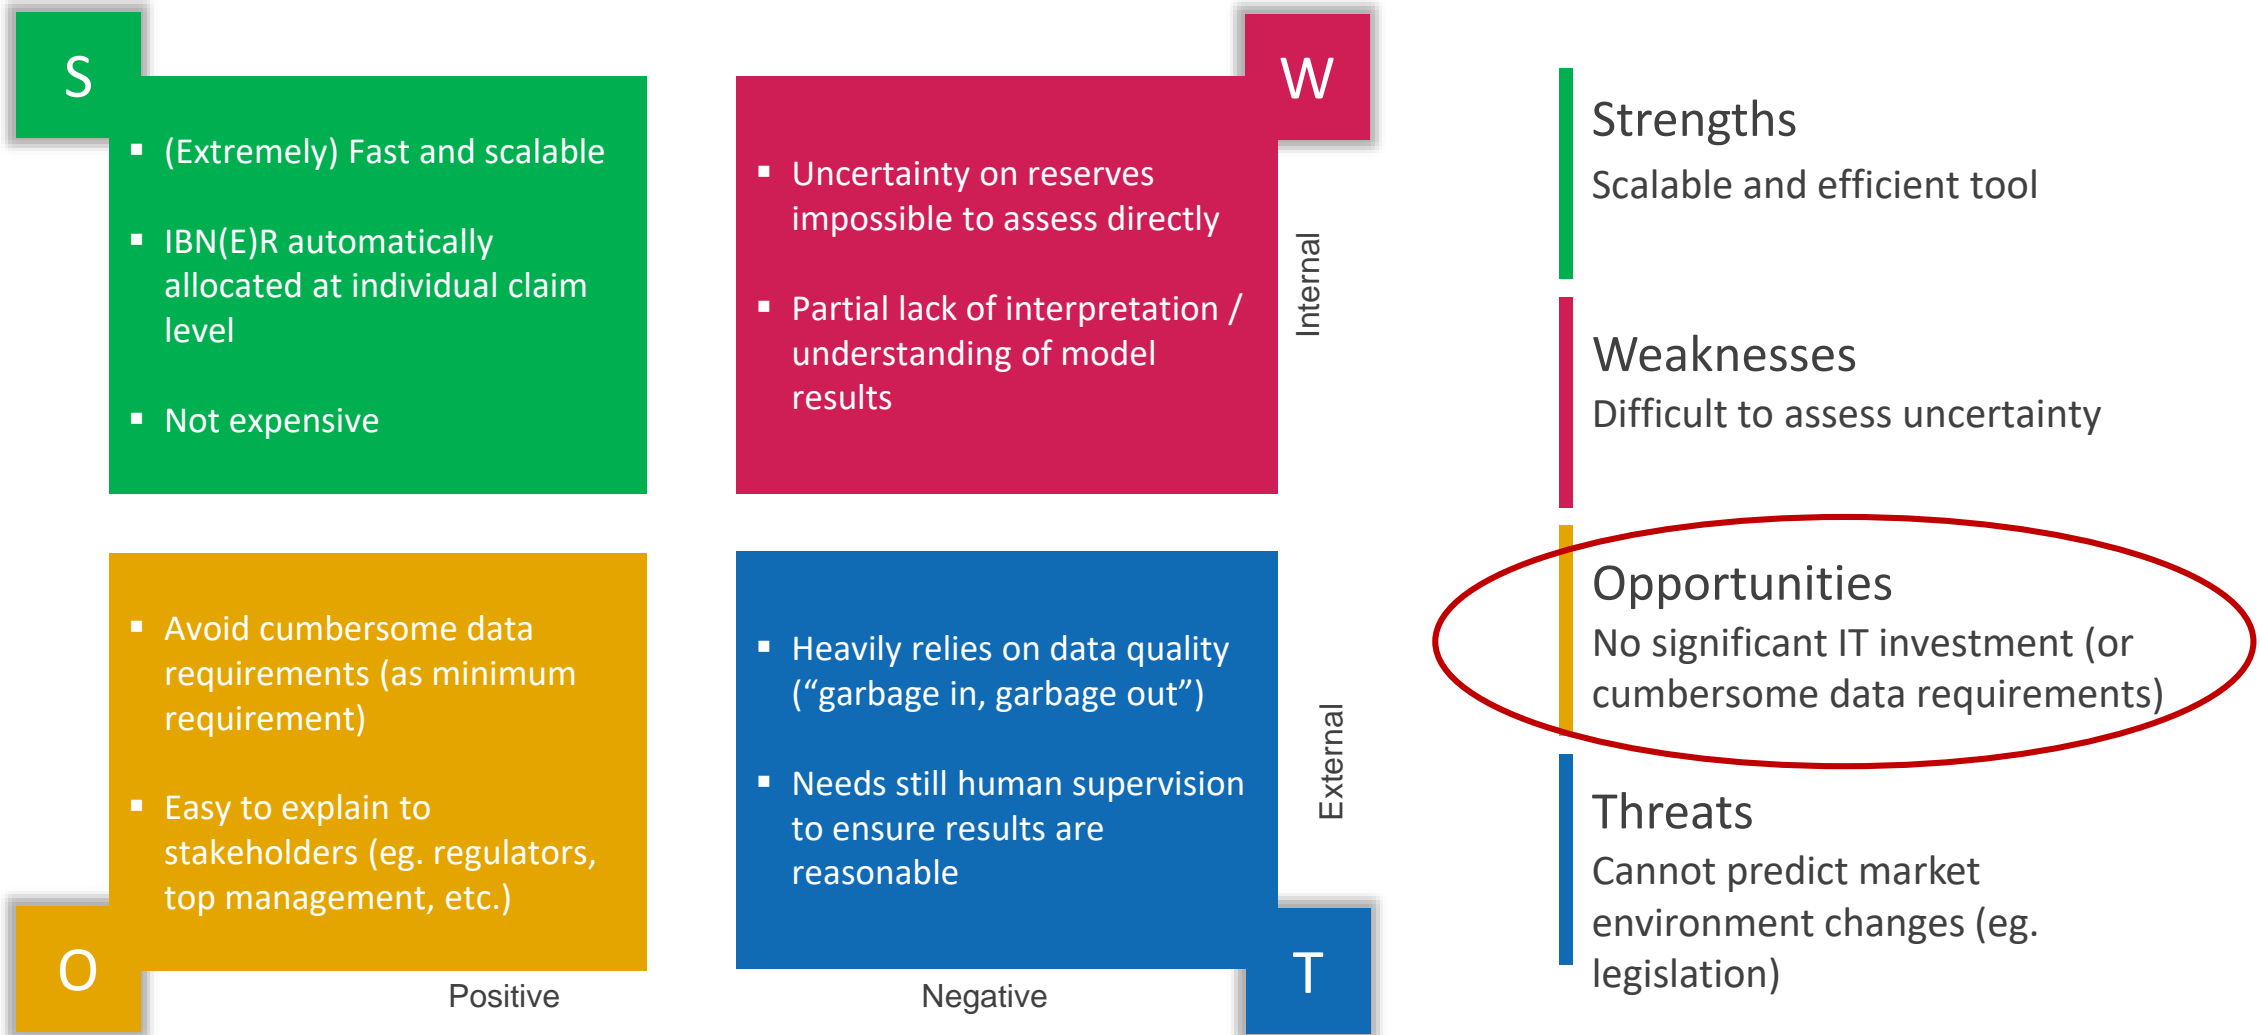 S
(Extremely) Fast and scalable
IBN(E)R automatically
allocated at individual claim
level
Not expensive
W
Uncertainty on reserves
impossible to assess directly
Partial lack of interpretation /
understanding of model
results
Internal
Avoid cumbersome data
requirements (as minimum
requirement)
Easy to explain to
stakeholders (eg. regulators,
top management, etc.)
O
Positive
Heavily relies on data quality
(“garbage in, garbage out”)
Needs still human supervision
to ensure results are
reasonable
T
Negative
External
Strengths
Scalable and efficient tool
Weaknesses
Difficult to assess uncertainty
Opportunities
No significant IT investment (or
cumbersome data requirements)
Threats
Cannot predict market
environment changes (eg.
legislation)